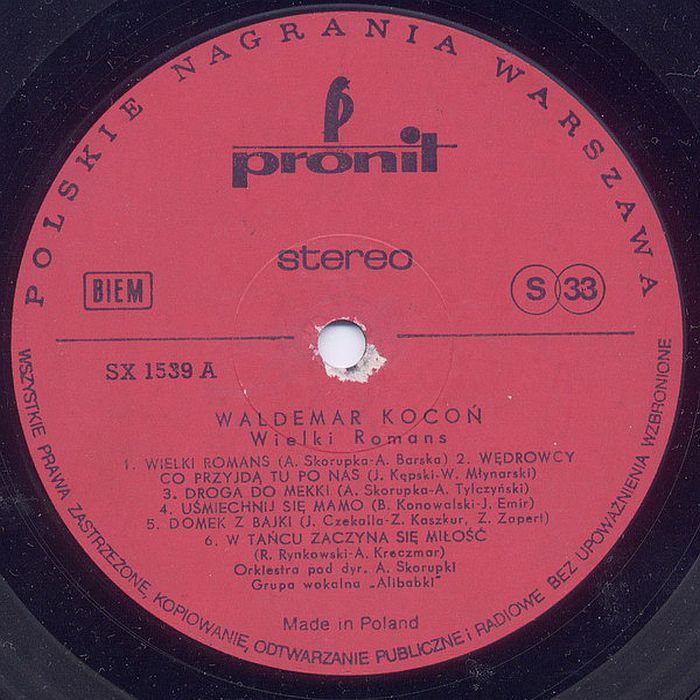 POLSKIE NAGRANIA WARSZAWA
pronit
stereo
BIEM
S 33
SX 1539 A
WALDEMAR KOCOŃ
Wielki Romans
1. WIELKI ROMANS (A. Skorupka-A. Barska) 2. WĘDROWCY
CO PRZYJDĄ TU PO NAS (J. Kępski-W. Młynarski)
3. DROGA DO MEKKI (A. Skorupka-A. Tylczyński)
4. UŚMIECHNIJ SIĘ MAMO (B. Konowalski-J. Emir)
5. DOMEK Z BAJKI (J. Czekalla-Z. Kaszkur, Z. Zapert)
6. W TAŃCU ZACZYNA SIĘ MIŁOŚĆ
(R. Rynkowski-A. Kreczmar)
Orkiestra pod dyr. A. Skorupki
Grupa wokalna „Alibabki"
Made in Poland
WSZYSTKIE PRAWA ZASTRZEŻONE, KOPIOWANIE, ODTWARZANIE PUBLICZNE i RADIOWE BEZ UPOWAŻNIENIA WZBRONIONE